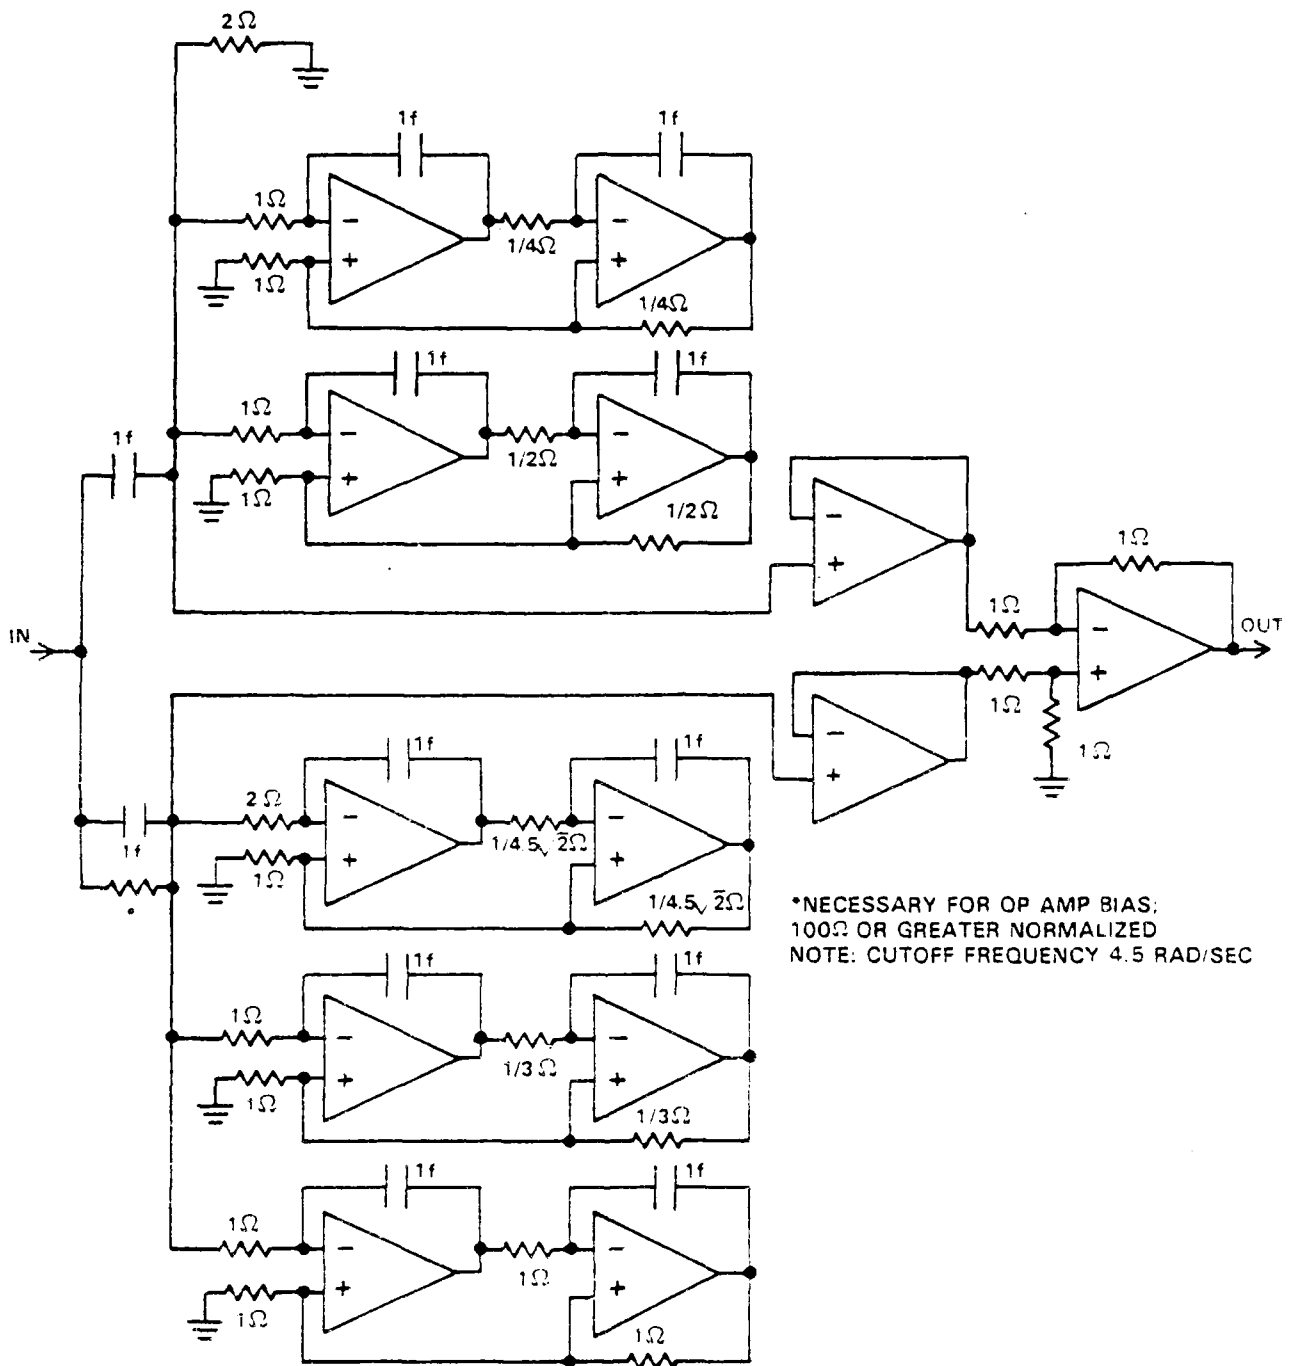 2Ω
1f
1f
1Ω
1/4Ω
1Ω
1/4Ω
1f
1f
1Ω
1f
1/2Ω
1Ω
1/2Ω
1Ω
1Ω
IN
OUT
1Ω
1Ω
1f
1f
2Ω
1f
1/4.5√2Ω
1Ω
1/4.5√2Ω
*
*NECESSARY FOR OP AMP BIAS;
100Ω OR GREATER NORMALIZED
NOTE: CUTOFF FREQUENCY 4.5 RAD/SEC
1f
1f
1Ω
1/3Ω
1Ω
1/3Ω
1f
1f
1Ω
1Ω
1Ω
1Ω